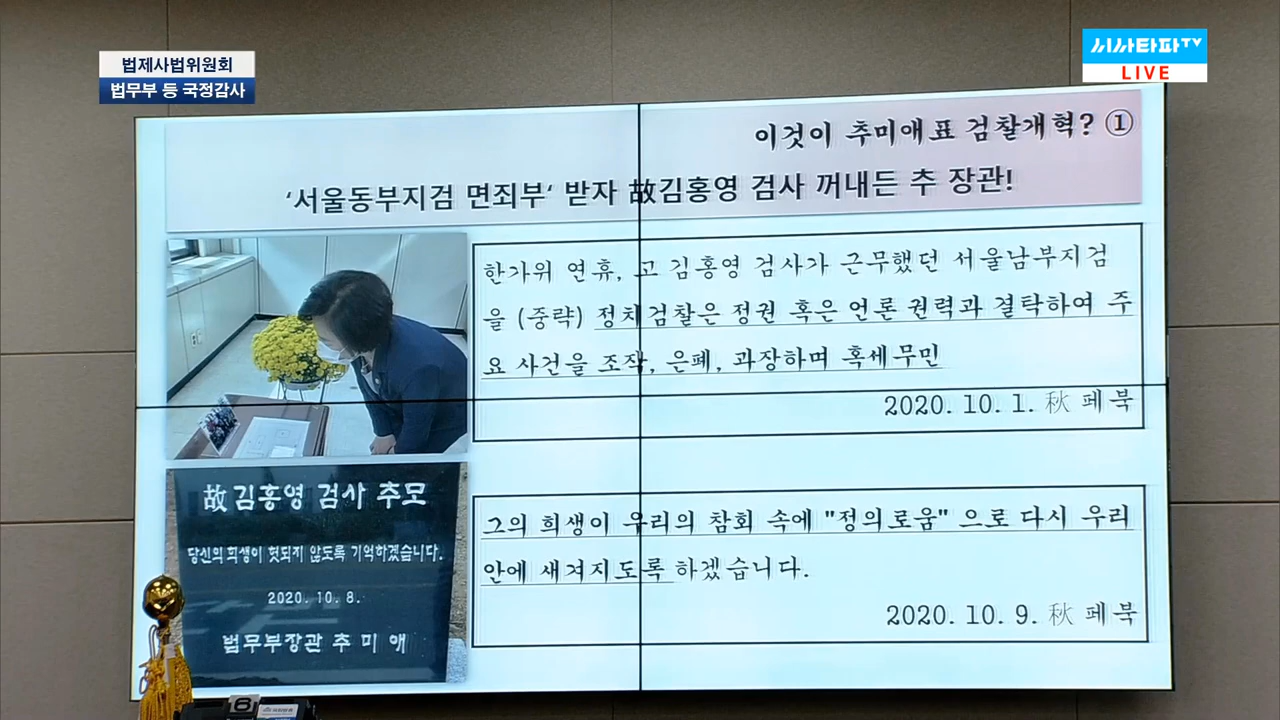 법제사법위원회
법무부 등 국정감사
시사타파TV
LIVE
이것이 추미애표 검찰개혁? ①
‘서울동부지검 면죄부‘ 받자 故김홍영 검사 꺼내든 추 장관!
한가위 연휴, 고 김홍영 검사가 근무했던 서울남부지검
을 (중략) 정치검찰은 정권 혹은 언론 권력과 결탁하여 주
요 사건을 조작, 은폐, 과장하며 혹세무민
2020. 10. 1. 秋 페북
故김홍영 검사 추모
당신의 희생이 헛되지 않도록 기억하겠습니다.
2020. 10. 8.
법무부장관 추 미 애
그의 희생이 우리의 참회 속에 "정의로움" 으로 다시 우리
안에 새겨지도록 하겠습니다.
2020. 10. 9. 秋 페북
6